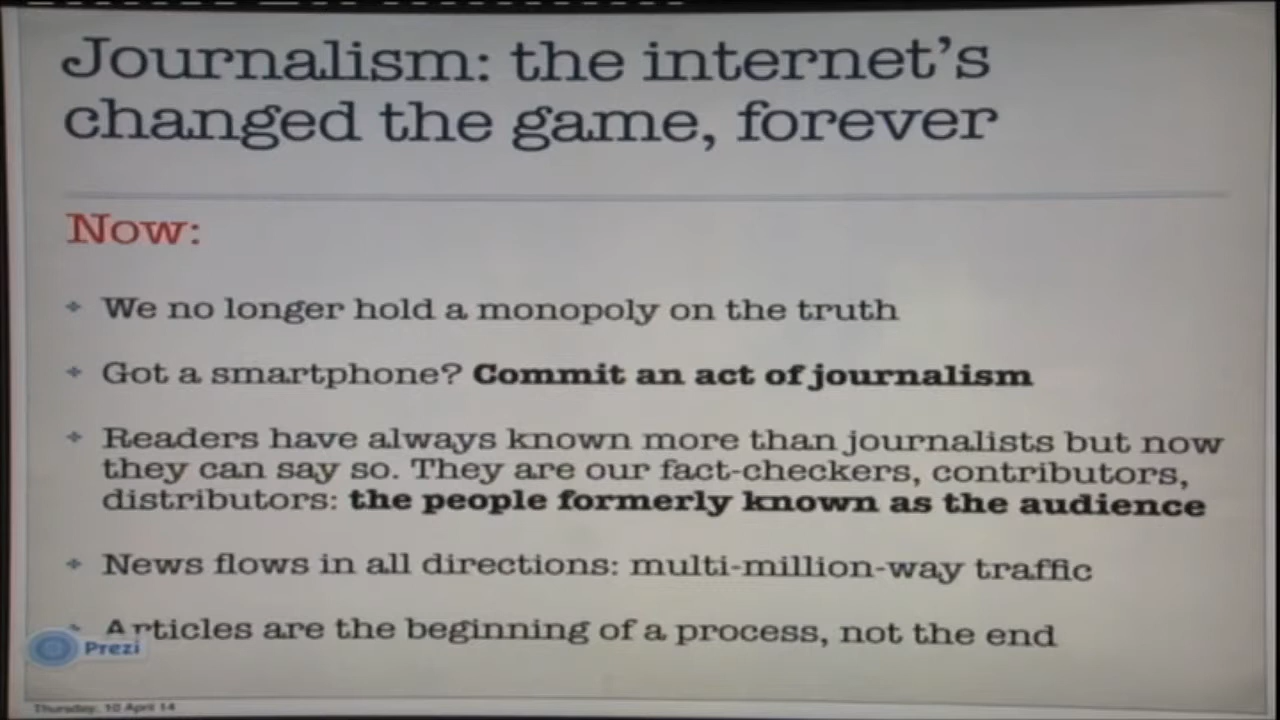 Journalism: the internet's
changed the game, forever
Now:
We no longer hold a monopoly on the truth
Got a smartphone? Commit an act of journalism
Readers have always known more than journalists but now
they can say so. They are our fact-checkers, contributors,
distributors: the people formerly known as the audience
News flows in all directions: multi-million-way traffic
Articles are the beginning of a process, not the end
Prezi
Thursday, 10 April 14